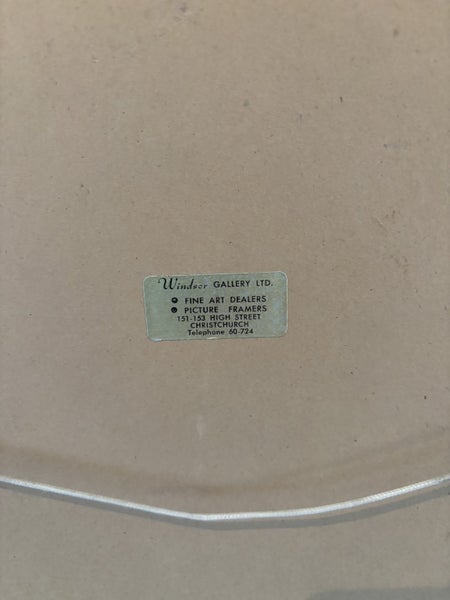 Windsor GALLERY LTD.
● FINE ART DEALERS
● PICTURE FRAMERS
151-153 HIGH STREET
CHRISTCHURCH
Telephone 60-724